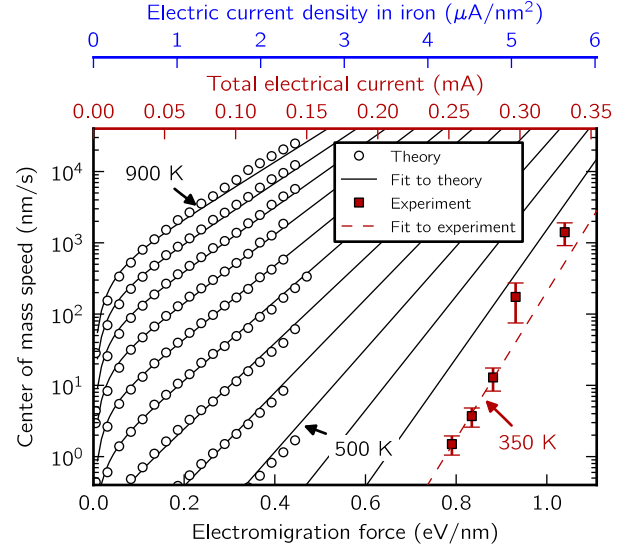 Electric current density in iron (μA/nm²)
0 1 2 3 4 5 6
Total electrical current (mA)
0.00 0.05 0.10 0.15 0.20 0.25 0.30 0.35
Center of mass speed (nm/s)
10⁴
10³
10²
10¹
10⁰
900 K
Theory
Fit to theory
Experiment
Fit to experiment
500 K
350 K
0.0 0.2 0.4 0.6 0.8 1.0
Electromigration force (eV/nm)